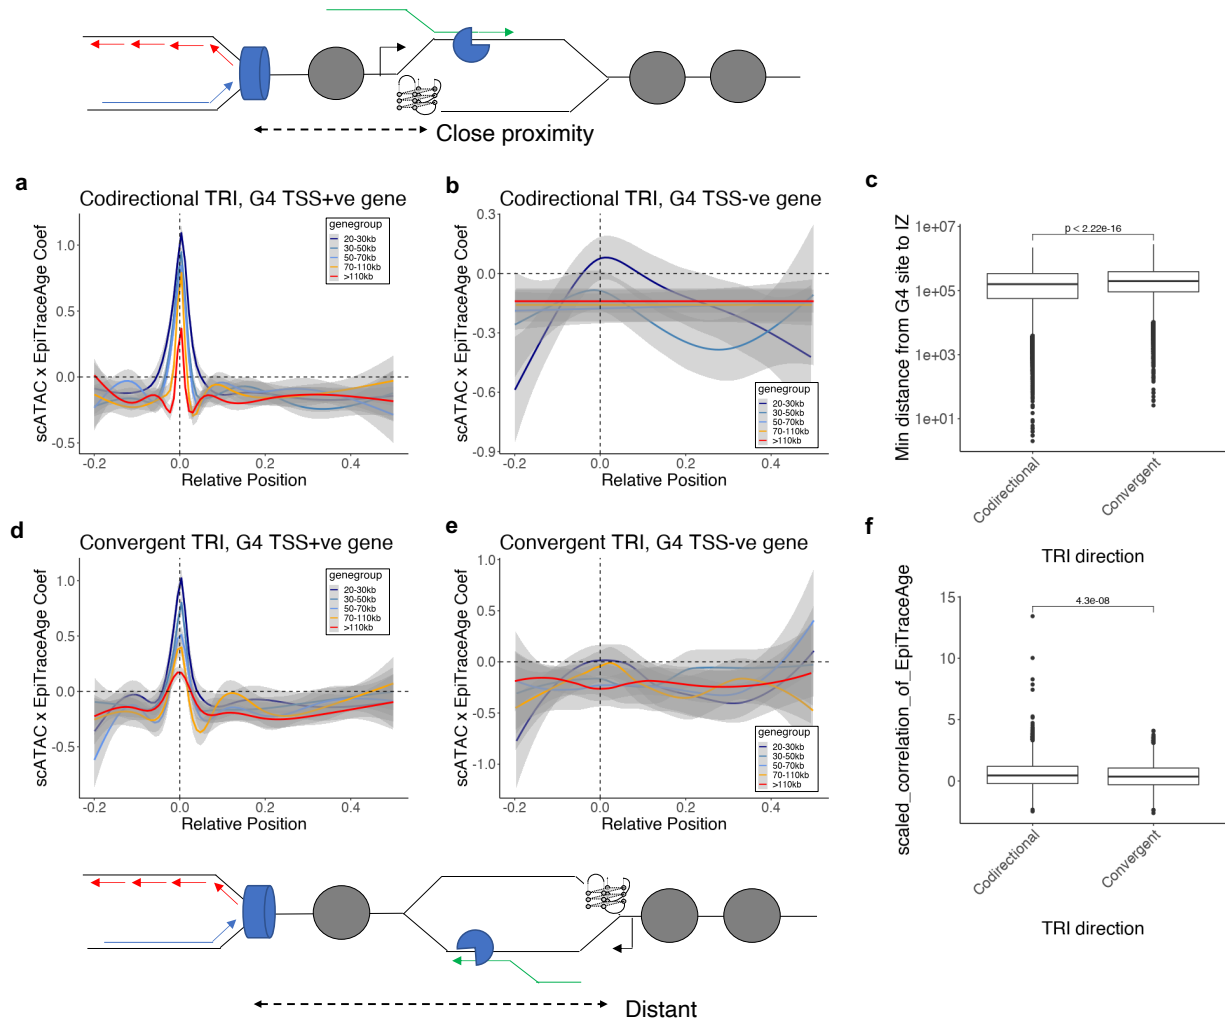 Close proximity
a
Codirectional TRI, G4 TSS+ve gene
scATAC x EpiTraceAge Coef
1.0
0.5
0.0
-0.5
genegroup
20-30kb
30-50kb
50-70kb
70-110kb
>110kb
-0.2
0.0
0.2
0.4
Relative Position
b
Codirectional TRI, G4 TSS-ve gene
scATAC x EpiTraceAge Coef
0.3
0.0
-0.3
-0.6
-0.9
genegroup
20-30kb
30-50kb
50-70kb
70-110kb
>110kb
-0.2
0.0
0.2
0.4
Relative Position
c
Min distance from G4 site to IZ
1e+07
1e+05
1e+03
1e+01
p < 2.22e-16
Codirectional
Convergent
TRI direction
d
Convergent TRI, G4 TSS+ve gene
scATAC x EpiTraceAge Coef
1.0
0.5
0.0
-0.5
genegroup
20-30kb
30-50kb
50-70kb
70-110kb
>110kb
-0.2
0.0
0.2
0.4
Relative Position
e
Convergent TRI, G4 TSS-ve gene
scATAC x EpiTraceAge Coef
1.0
0.5
0.0
-0.5
-1.0
genegroup
20-30kb
30-50kb
50-70kb
70-110kb
>110kb
-0.2
0.0
0.2
0.4
Relative Position
f
scaled_correlation_of_EpiTraceAge
15
10
5
0
4.3e-08
Codirectional
Convergent
TRI direction
Distant